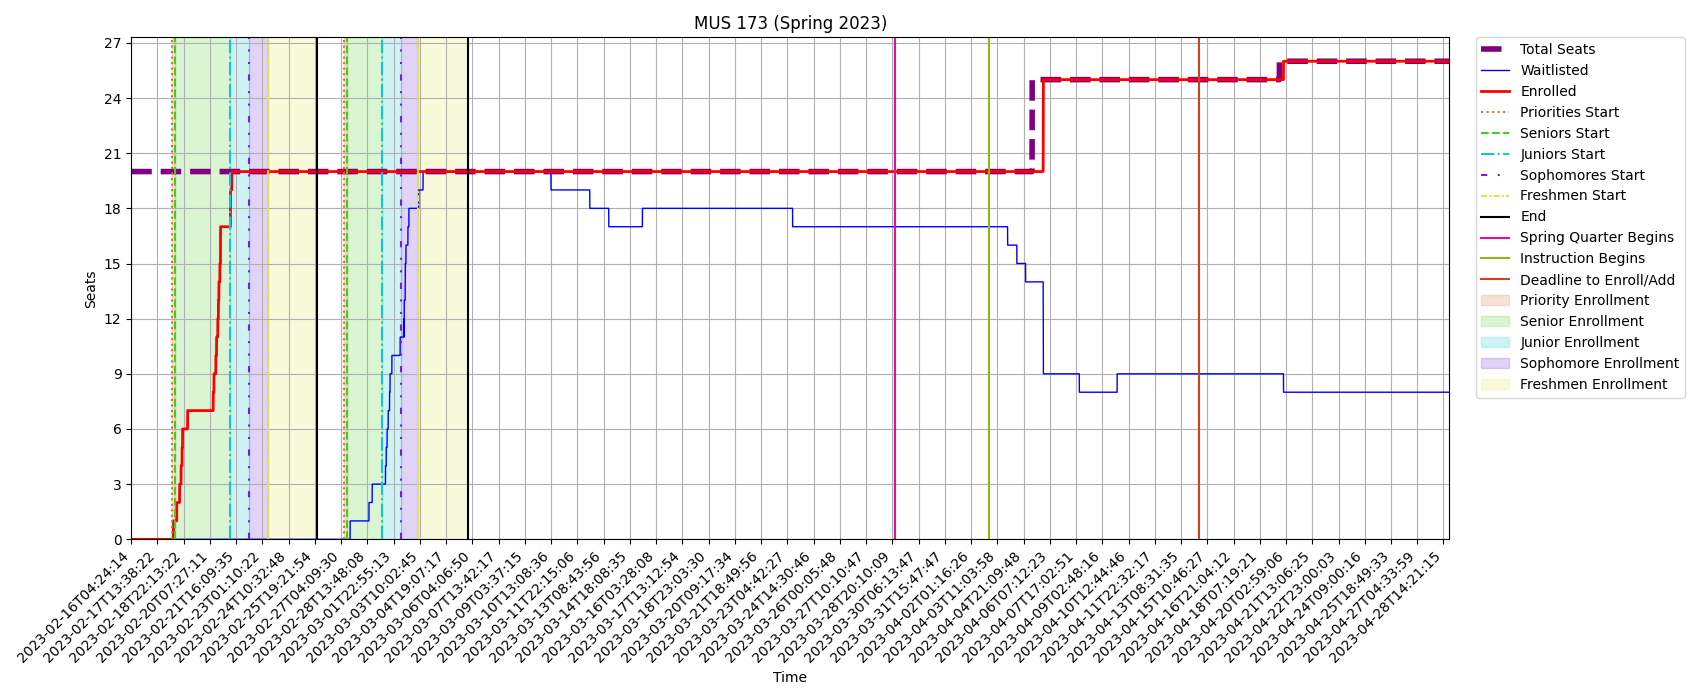 MUS 173 (Spring 2023)
27
24
21
18
15
12
9
6
3
0
Seats
2023-02-16T04:24:14
2023-02-17T13:38:22
2023-02-18T22:13:22
2023-02-20T07:27:11
2023-02-21T16:09:35
2023-02-23T01:10:22
2023-02-24T10:32:48
2023-02-25T19:21:54
2023-02-27T04:09:30
2023-02-28T13:48:08
2023-03-01T22:55:13
2023-03-03T10:02:45
2023-03-04T19:07:17
2023-03-06T04:06:50
2023-03-07T13:42:17
2023-03-09T03:37:15
2023-03-10T13:08:36
2023-03-11T22:15:06
2023-03-13T08:43:56
2023-03-14T18:08:35
2023-03-16T03:28:08
2023-03-17T13:12:54
2023-03-18T23:03:30
2023-03-20T09:17:34
2023-03-21T18:49:56
2023-03-23T04:42:27
2023-03-24T14:30:46
2023-03-26T00:05:48
2023-03-27T10:10:47
2023-03-28T20:10:09
2023-03-30T06:13:47
2023-03-31T15:47:47
2023-04-02T01:16:26
2023-04-03T11:03:58
2023-04-04T21:09:48
2023-04-06T07:12:23
2023-04-07T17:02:51
2023-04-09T02:48:16
2023-04-10T12:44:46
2023-04-11T22:32:17
2023-04-13T08:31:35
2023-04-15T10:46:27
2023-04-16T21:04:12
2023-04-18T07:19:21
2023-04-20T02:59:06
2023-04-21T13:06:25
2023-04-22T23:00:03
2023-04-24T09:00:16
2023-04-25T18:49:33
2023-04-27T04:33:59
2023-04-28T14:21:15
Time
Total Seats
Waitlisted
Enrolled
Priorities Start
Seniors Start
Juniors Start
Sophomores Start
Freshmen Start
End
Spring Quarter Begins
Instruction Begins
Deadline to Enroll/Add
Priority Enrollment
Senior Enrollment
Junior Enrollment
Sophomore Enrollment
Freshmen Enrollment